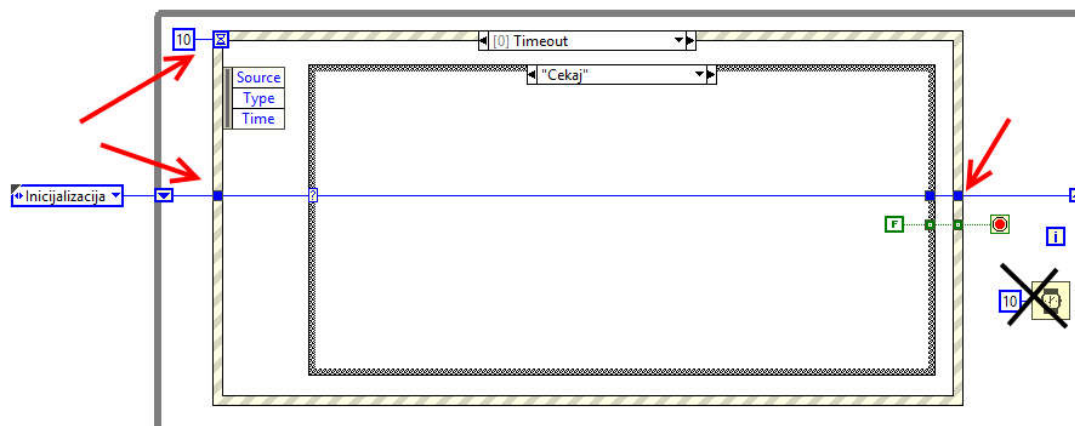 10
[0] Timeout
"Cekaj"
Source
Type
Time
Inicijalizacija
?
F
i
10